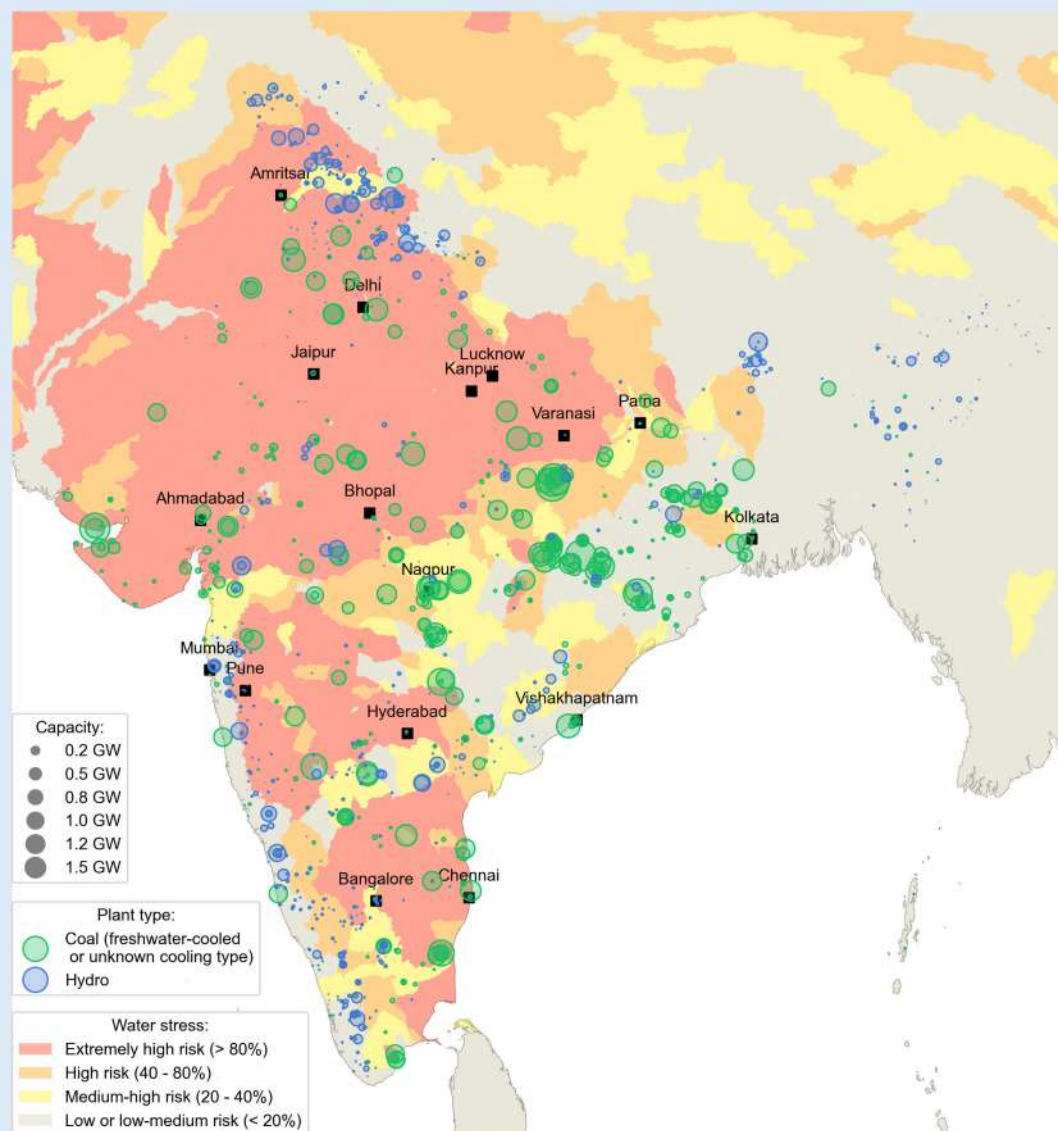 Amritsar
Delhi
Jaipur
Lucknow
Kanpur
Varanasi
Patna
Ahmadabad
Bhopal
Kolkata
Nagpur
Mumbai
Pune
Vishakhapatnam
Hyderabad
Bangalore
Chennai
Capacity:
0.2 GW
0.5 GW
0.8 GW
1.0 GW
1.2 GW
1.5 GW
Plant type:
Coal (freshwater-cooled
or unknown cooling type)
Hydro
Water stress:
Extremely high risk (> 80%)
High risk (40 - 80%)
Medium-high risk (20 - 40%)
Low or low-medium risk (< 20%)